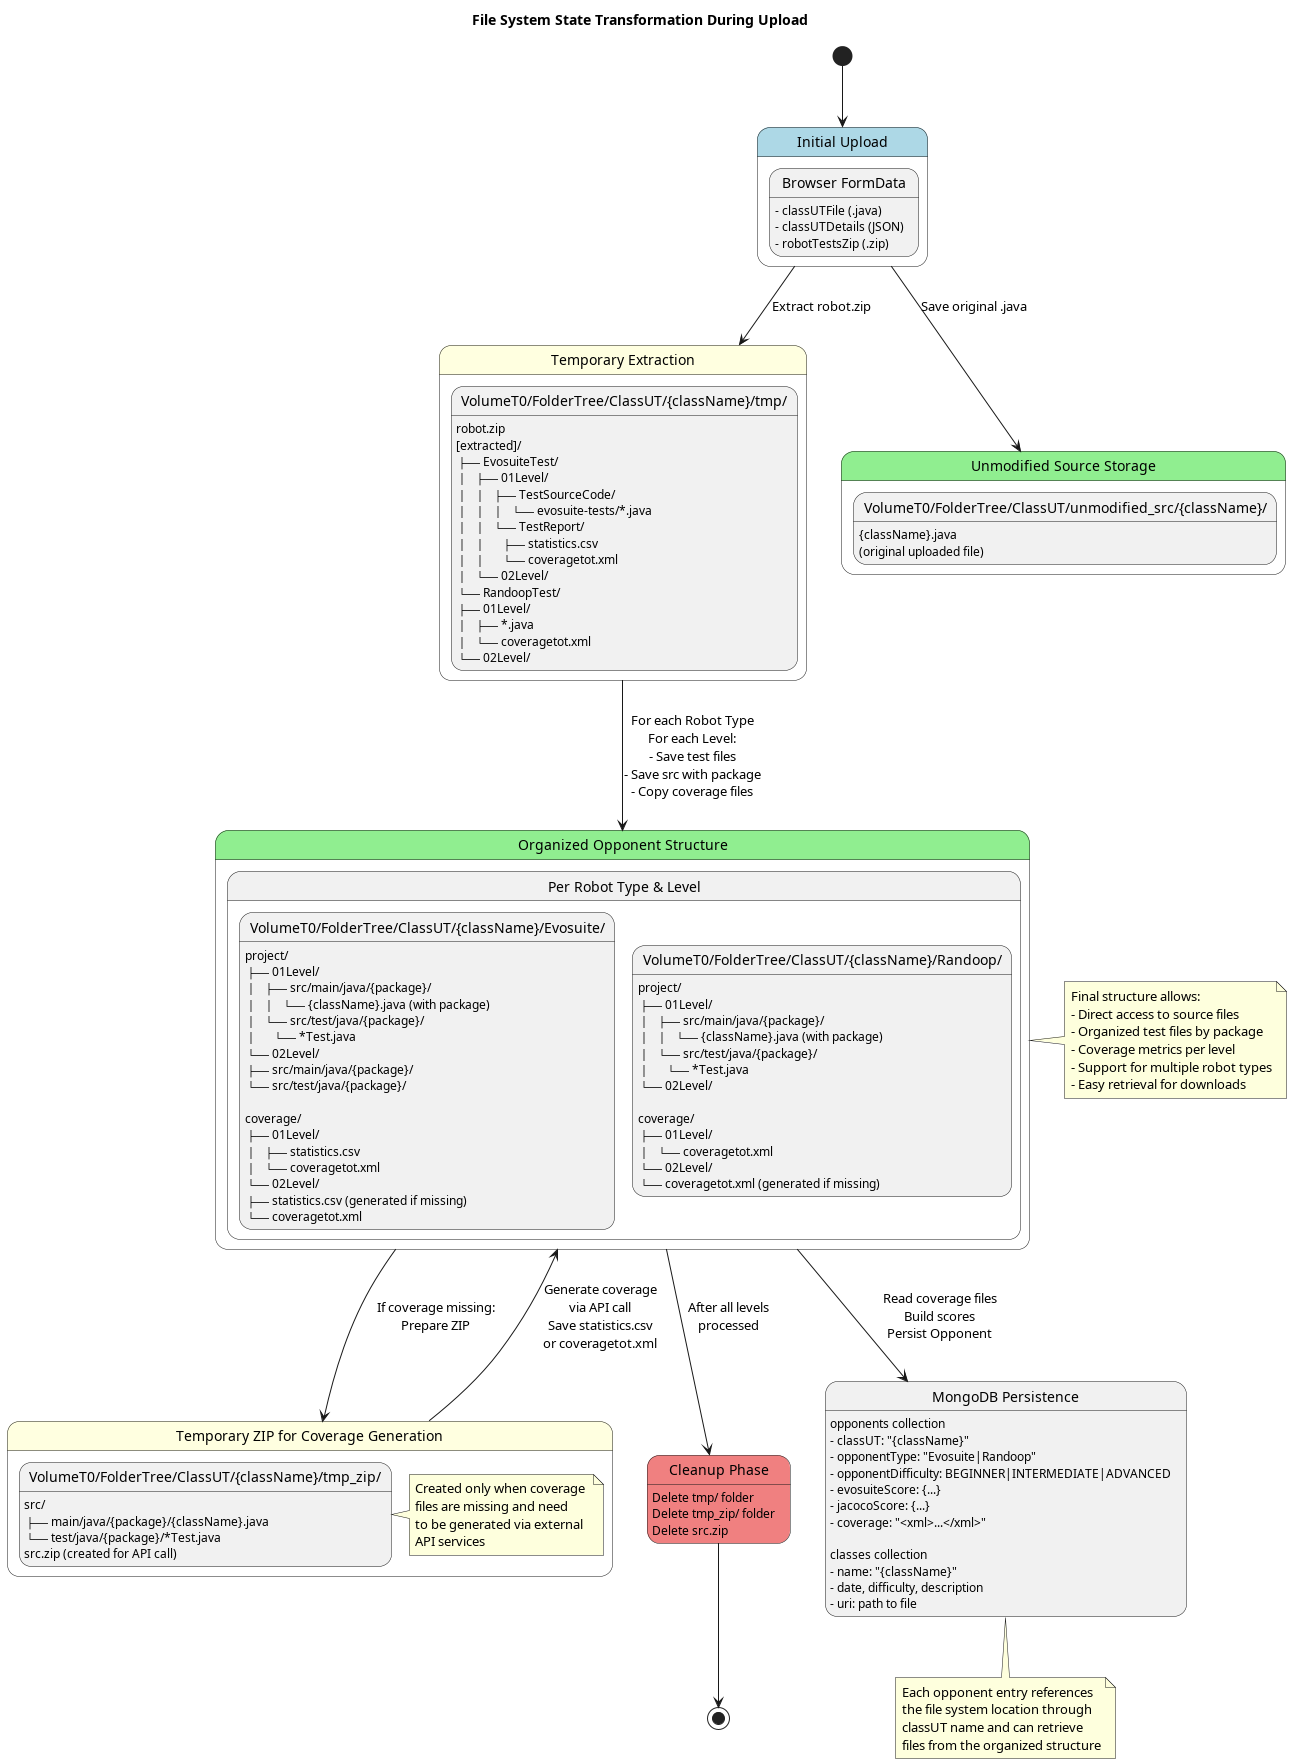 File System State Transformation During Upload
Initial Upload
Browser FormData
- classUTFile (.java)
- classUTDetails (JSON)
- robotTestsZip (.zip)
Extract robot.zip
Save original .java
Temporary Extraction
VolumeT0/FolderTree/ClassUT/{className}/tmp/
robot.zip
[extracted]/
├── EvosuiteTest/
│   ├── 01Level/
│   │   ├── TestSourceCode/
│   │   │   └── evosuite-tests/*.java
│   │   └── TestReport/
│   │       ├── statistics.csv
│   │       └── coveragetot.xml
│   └── 02Level/
└── RandoopTest/
├── 01Level/
│   ├── *.java
│   └── coveragetot.xml
└── 02Level/
Unmodified Source Storage
VolumeT0/FolderTree/ClassUT/unmodified_src/{className}/
{className}.java
(original uploaded file)
For each Robot Type
For each Level:
- Save test files
- Save src with package
- Copy coverage files
Organized Opponent Structure
Per Robot Type & Level
VolumeT0/FolderTree/ClassUT/{className}/Evosuite/
project/
├── 01Level/
│   ├── src/main/java/{package}/
│   │   └── {className}.java (with package)
│   └── src/test/java/{package}/
│       └── *Test.java
└── 02Level/
├── src/main/java/{package}/
└── src/test/java/{package}/
coverage/
├── 01Level/
│   ├── statistics.csv
│   └── coveragetot.xml
└── 02Level/
├── statistics.csv (generated if missing)
└── coveragetot.xml
VolumeT0/FolderTree/ClassUT/{className}/Randoop/
project/
├── 01Level/
│   ├── src/main/java/{package}/
│   │   └── {className}.java (with package)
│   └── src/test/java/{package}/
│       └── *Test.java
└── 02Level/
coverage/
├── 01Level/
│   └── coveragetot.xml
└── 02Level/
└── coveragetot.xml (generated if missing)
Final structure allows:
- Direct access to source files
- Organized test files by package
- Coverage metrics per level
- Support for multiple robot types
- Easy retrieval for downloads
If coverage missing:
Prepare ZIP
Generate coverage
via API call
Save statistics.csv
or coveragetot.xml
After all levels
processed
Read coverage files
Build scores
Persist Opponent
Temporary ZIP for Coverage Generation
VolumeT0/FolderTree/ClassUT/{className}/tmp_zip/
src/
├── main/java/{package}/{className}.java
└── test/java/{package}/*Test.java
src.zip (created for API call)
Created only when coverage
files are missing and need
to be generated via external
API services
Cleanup Phase
Delete tmp/ folder
Delete tmp_zip/ folder
Delete src.zip
MongoDB Persistence
opponents collection
- classUT: "{className}"
- opponentType: "Evosuite|Randoop"
- opponentDifficulty: BEGINNER|INTERMEDIATE|ADVANCED
- evosuiteScore: {...}
- jacocoScore: {...}
- coverage: "<xml>...</xml>"
classes collection
- name: "{className}"
- date, difficulty, description
- uri: path to file
Each opponent entry references
the file system location through
classUT name and can retrieve
files from the organized structure